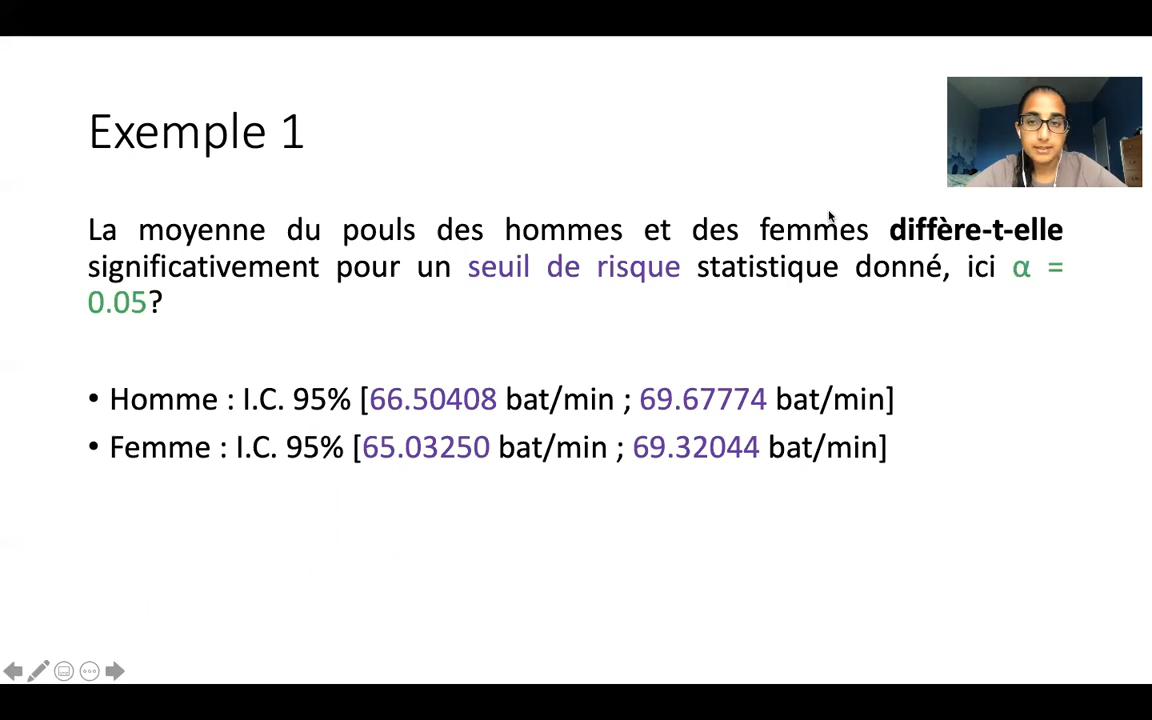 Exemple 1
La moyenne du pouls des hommes et des femmes diffère-t-elle
significativement pour un seuil de risque statistique donné, ici α =
0.05?
• Homme : I.C. 95% [66.50408 bat/min ; 69.67774 bat/min]
• Femme : I.C. 95% [65.03250 bat/min ; 69.32044 bat/min]